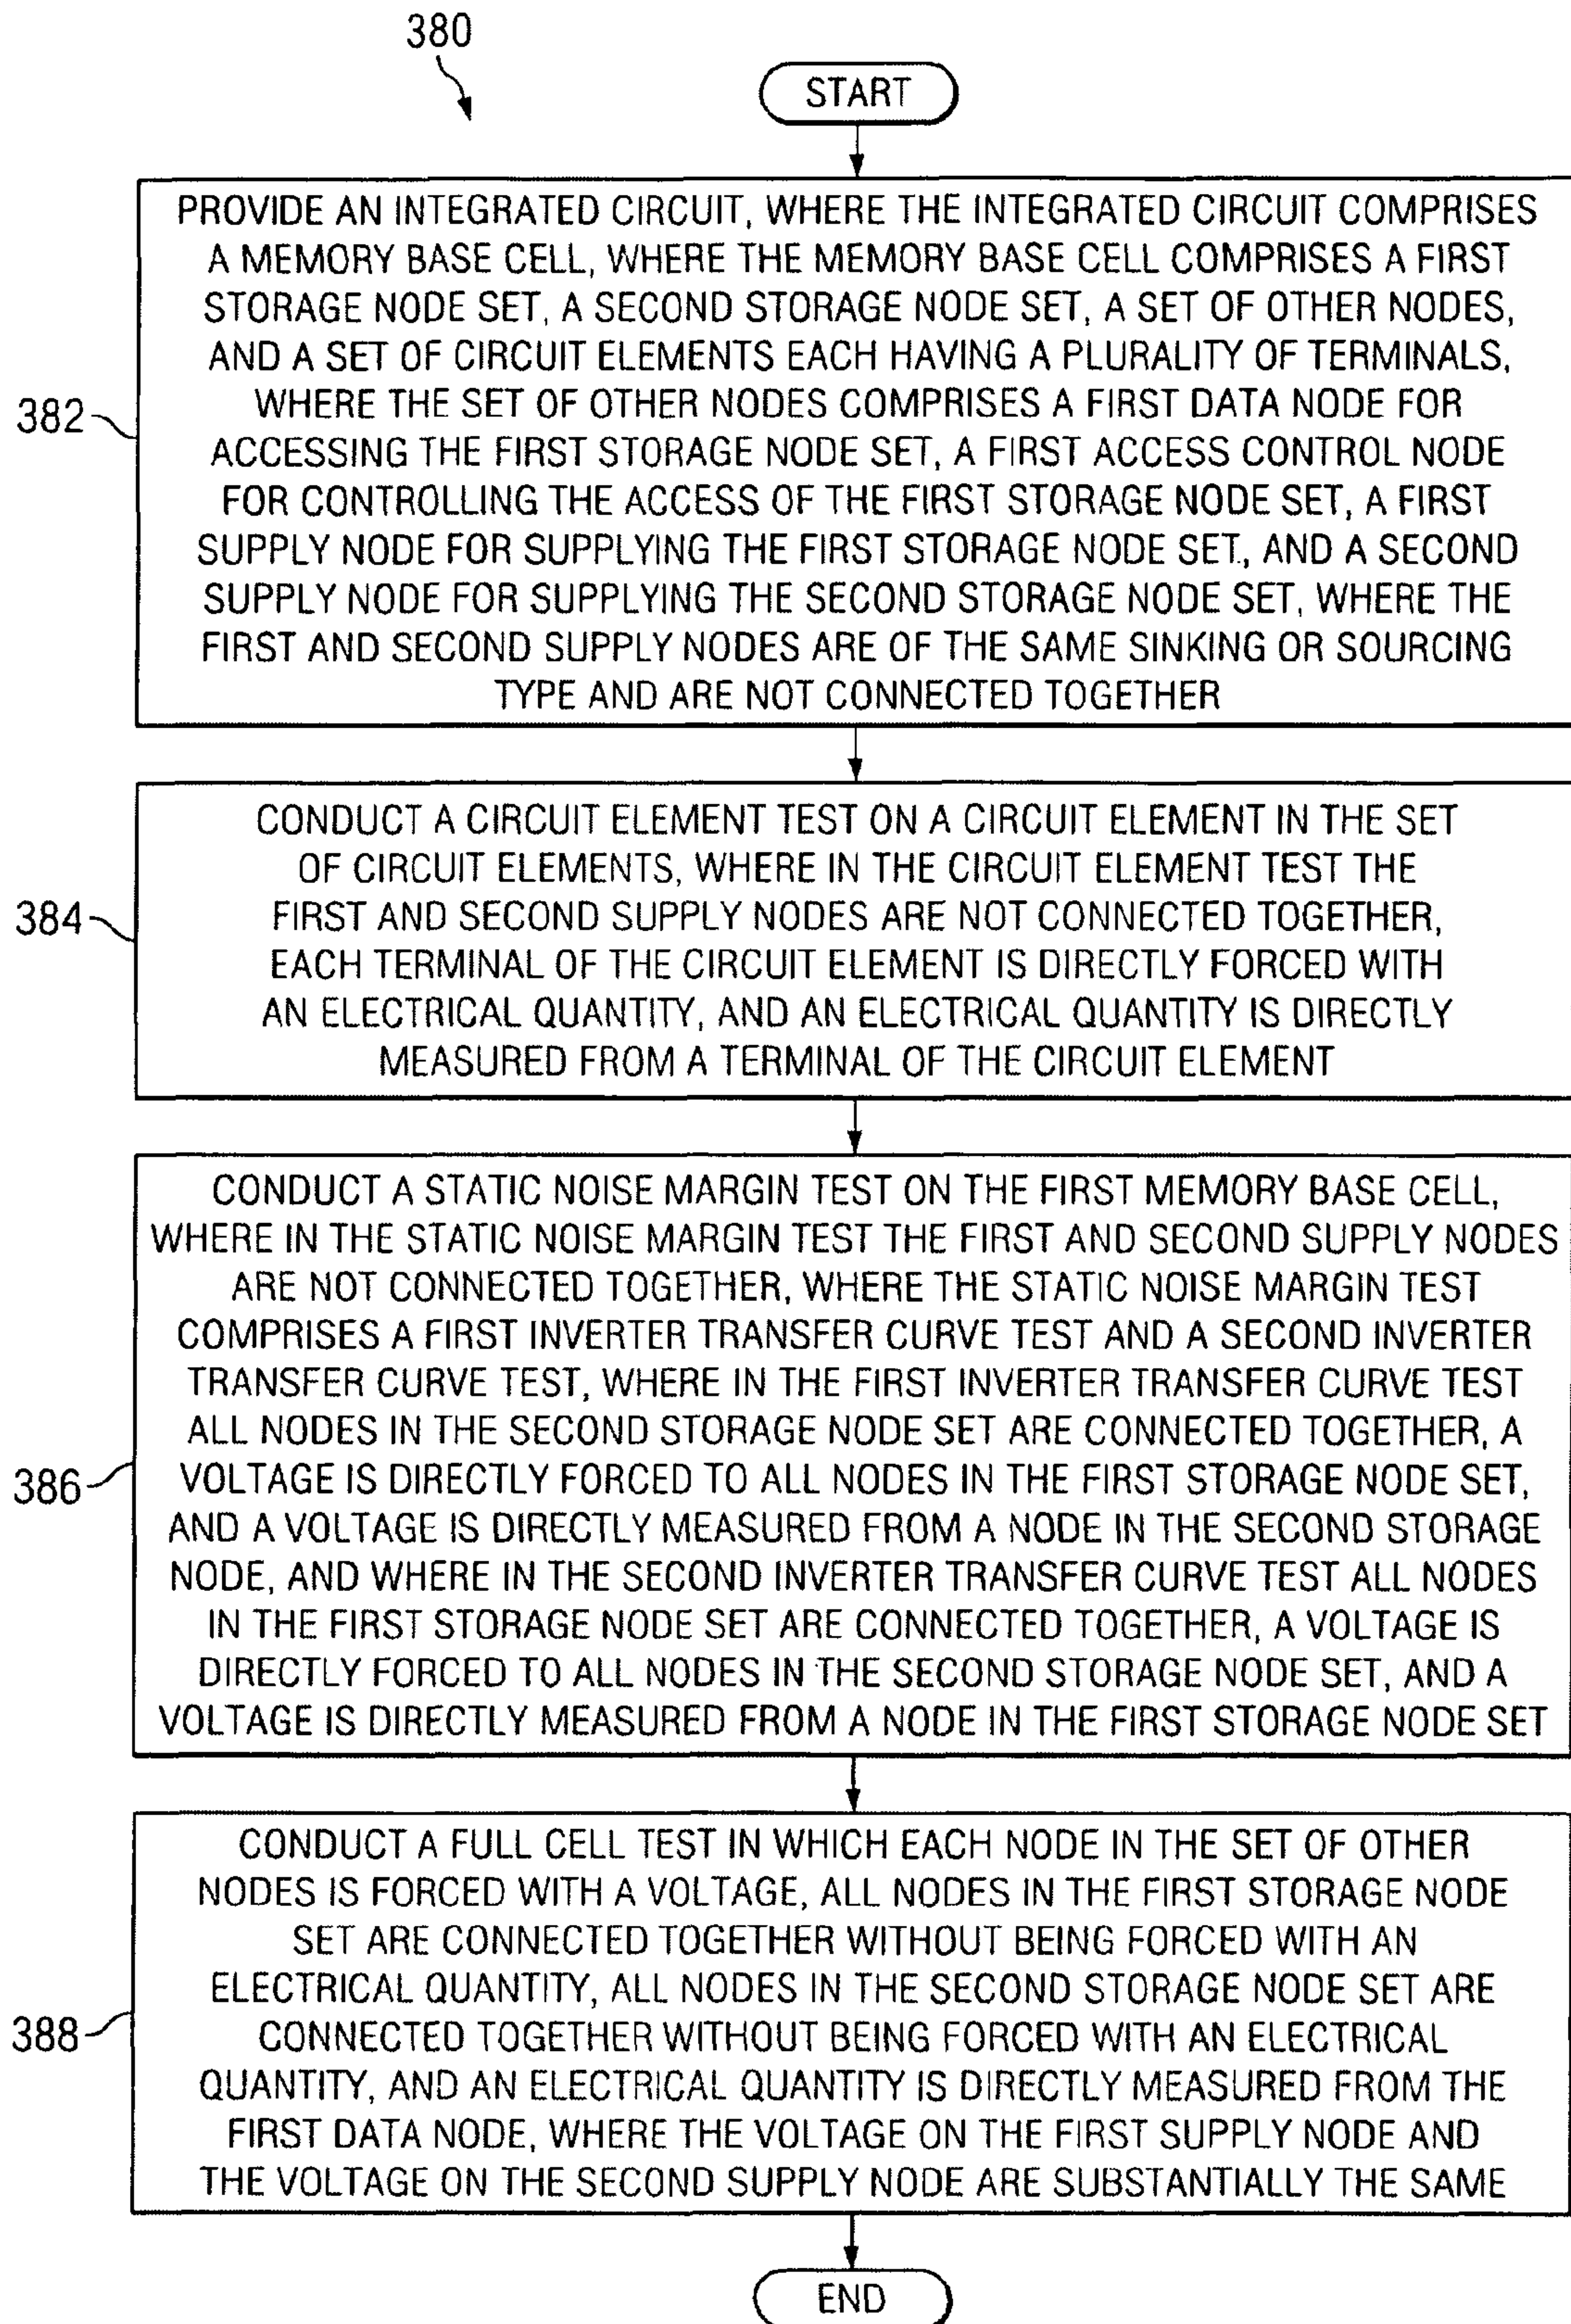 380
START
PROVIDE AN INTEGRATED CIRCUIT, WHERE THE INTEGRATED CIRCUIT COMPRISES
A MEMORY BASE CELL, WHERE THE MEMORY BASE CELL COMPRISES A FIRST
STORAGE NODE SET, A SECOND STORAGE NODE SET, A SET OF OTHER NODES,
AND A SET OF CIRCUIT ELEMENTS EACH HAVING A PLURALITY OF TERMINALS,
WHERE THE SET OF OTHER NODES COMPRISES A FIRST DATA NODE FOR
ACCESSING THE FIRST STORAGE NODE SET, A FIRST ACCESS CONTROL NODE
FOR CONTROLLING THE ACCESS OF THE FIRST STORAGE NODE SET, A FIRST
SUPPLY NODE FOR SUPPLYING THE FIRST STORAGE NODE SET, AND A SECOND
SUPPLY NODE FOR SUPPLYING THE SECOND STORAGE NODE SET, WHERE THE
FIRST AND SECOND SUPPLY NODES ARE OF THE SAME SINKING OR SOURCING
TYPE AND ARE NOT CONNECTED TOGETHER
382
CONDUCT A CIRCUIT ELEMENT TEST ON A CIRCUIT ELEMENT IN THE SET
OF CIRCUIT ELEMENTS, WHERE IN THE CIRCUIT ELEMENT TEST THE
FIRST AND SECOND SUPPLY NODES ARE NOT CONNECTED TOGETHER,
EACH TERMINAL OF THE CIRCUIT ELEMENT IS DIRECTLY FORCED WITH
AN ELECTRICAL QUANTITY, AND AN ELECTRICAL QUANTITY IS DIRECTLY
MEASURED FROM A TERMINAL OF THE CIRCUIT ELEMENT
384
CONDUCT A STATIC NOISE MARGIN TEST ON THE FIRST MEMORY BASE CELL,
WHERE IN THE STATIC NOISE MARGIN TEST THE FIRST AND SECOND SUPPLY NODES
ARE NOT CONNECTED TOGETHER, WHERE THE STATIC NOISE MARGIN TEST
COMPRISES A FIRST INVERTER TRANSFER CURVE TEST AND A SECOND INVERTER
TRANSFER CURVE TEST, WHERE IN THE FIRST INVERTER TRANSFER CURVE TEST
ALL NODES IN THE SECOND STORAGE NODE SET ARE CONNECTED TOGETHER, A
VOLTAGE IS DIRECTLY FORCED TO ALL NODES IN THE FIRST STORAGE NODE SET,
AND A VOLTAGE IS DIRECTLY MEASURED FROM A NODE IN THE SECOND STORAGE
NODE, AND WHERE IN THE SECOND INVERTER TRANSFER CURVE TEST ALL NODES
IN THE FIRST STORAGE NODE SET ARE CONNECTED TOGETHER, A VOLTAGE IS
DIRECTLY FORCED TO ALL NODES IN THE SECOND STORAGE NODE SET, AND A
VOLTAGE IS DIRECTLY MEASURED FROM A NODE IN THE FIRST STORAGE NODE SET
386
CONDUCT A FULL CELL TEST IN WHICH EACH NODE IN THE SET OF OTHER
NODES IS FORCED WITH A VOLTAGE, ALL NODES IN THE FIRST STORAGE NODE
SET ARE CONNECTED TOGETHER WITHOUT BEING FORCED WITH AN
ELECTRICAL QUANTITY, ALL NODES IN THE SECOND STORAGE NODE SET ARE
CONNECTED TOGETHER WITHOUT BEING FORCED WITH AN ELECTRICAL
QUANTITY, AND AN ELECTRICAL QUANTITY IS DIRECTLY MEASURED FROM THE
FIRST DATA NODE, WHERE THE VOLTAGE ON THE FIRST SUPPLY NODE AND
THE VOLTAGE ON THE SECOND SUPPLY NODE ARE SUBSTANTIALLY THE SAME
388
END